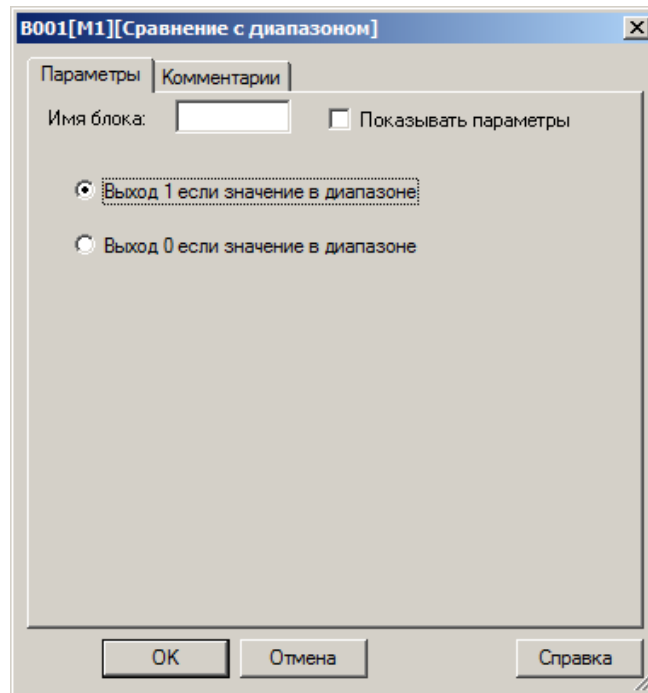 B001[M1][Сравнение с диапазоном]
Параметры Комментарии
Имя блока: Показывать параметры
Выход 1 если значение в диапазоне
Выход 0 если значение в диапазоне
OK Отмена Справка